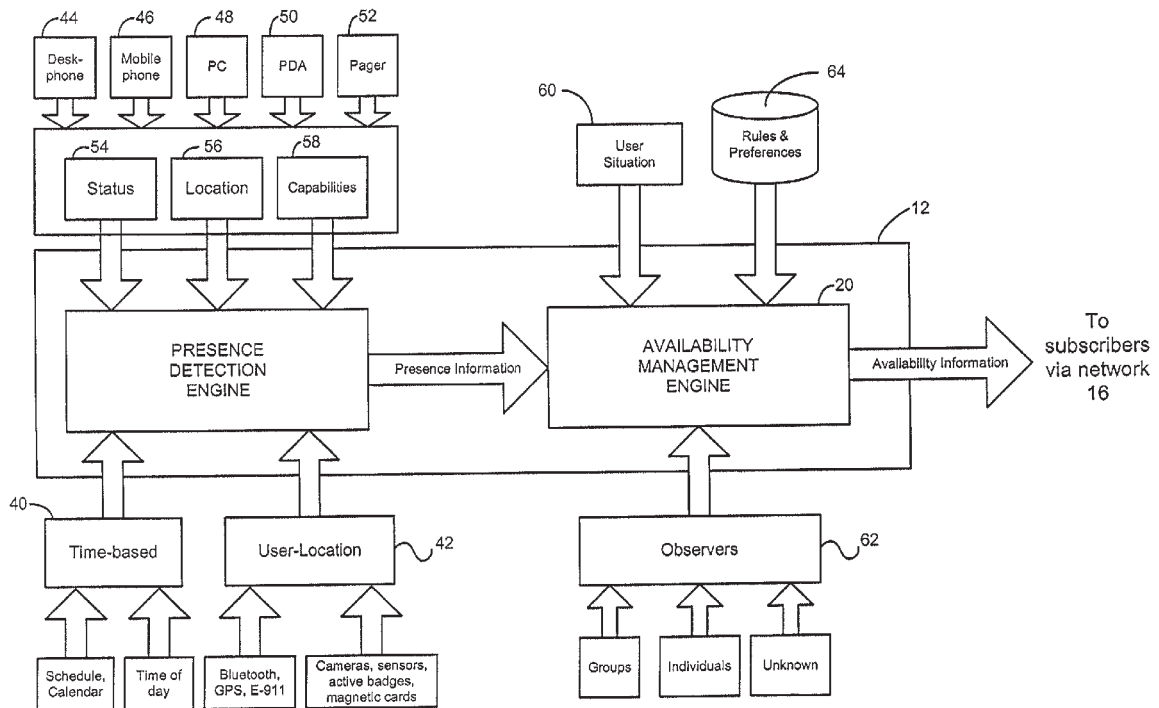 44 46 48 50 52
Desk-
phone
Mobile
phone
PC
PDA
Pager
60
64
User
Situation
Rules &
Preferences
54
56
58
Status
Location
Capabilities
12
20
PRESENCE
DETECTION
ENGINE
Presence Information
AVAILABILITY
MANAGEMENT
ENGINE
Availability Information
To
subscribers
via network
16
40
Time-based
User-Location
42
Observers
62
Schedule,
Calendar
Time of
day
Bluetooth,
GPS, E-911
Cameras, sensors,
active badges,
magnetic cards
Groups
Individuals
Unknown